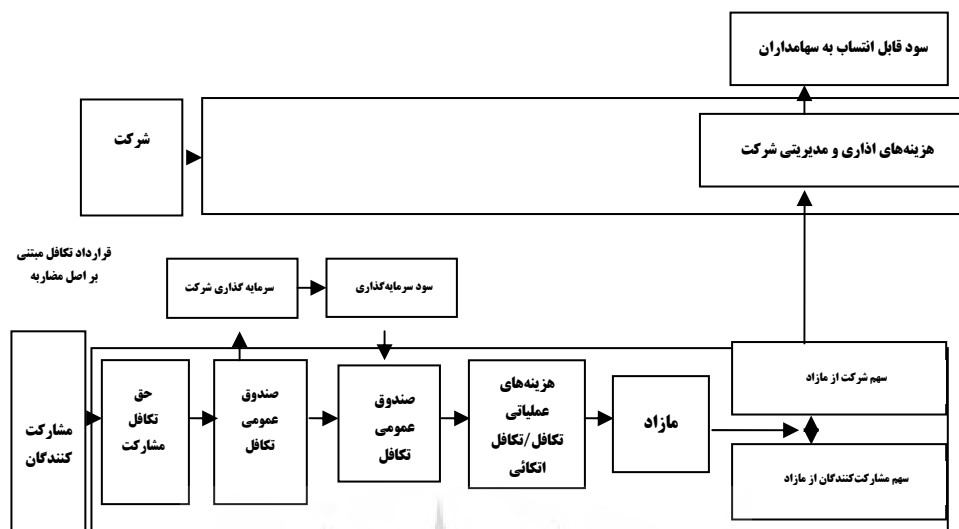 سود قابل انتساب به سهامداران
شرکت
هزینه‌های اذاری و مدیریتی شرکت
قرارداد تکافل مبتنی
بر اصل مضاربه
سرمایه گذاری شرکت
سود سرمایه‌گذاری
مشارکت
کنندگان
حق
تکافل
مشارکت
صندوق
عمومی
تکافل
صندوق
عمومی
تکافل
هزینه‌های
عملیاتی
تکافل/تکافل
اتکائی
مازاد
سهم شرکت از مازاد
سهم مشارکت‌کنندگان از مازاد